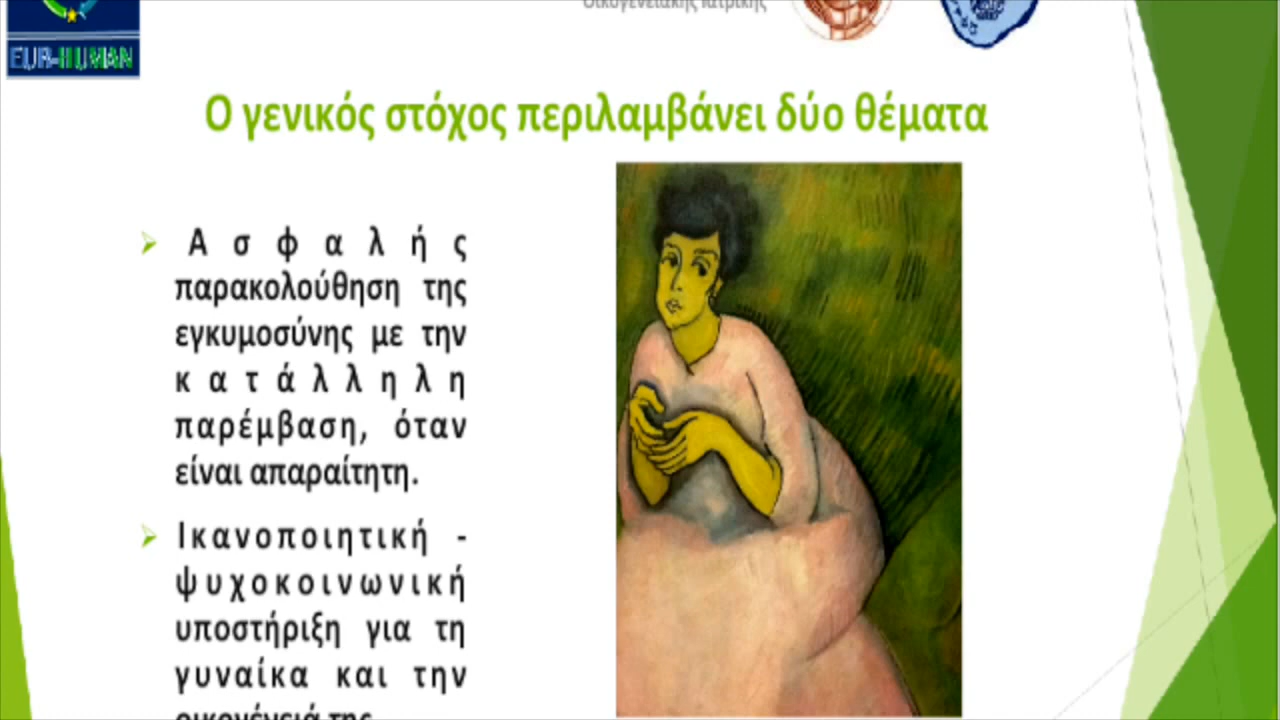 Οικογενειακής Ιατρικής
EUR-HUMAN
Ο γενικός στόχος περιλαμβάνει δύο θέματα
Ασφαλής
παρακολούθηση της
εγκυμοσύνης με την
κατάλληλη
παρέμβαση, όταν
είναι απαραίτητη.
Ικανοποιητική -
ψυχοκοινωνική
υποστήριξη για τη
γυναίκα και την
οικογένειά της